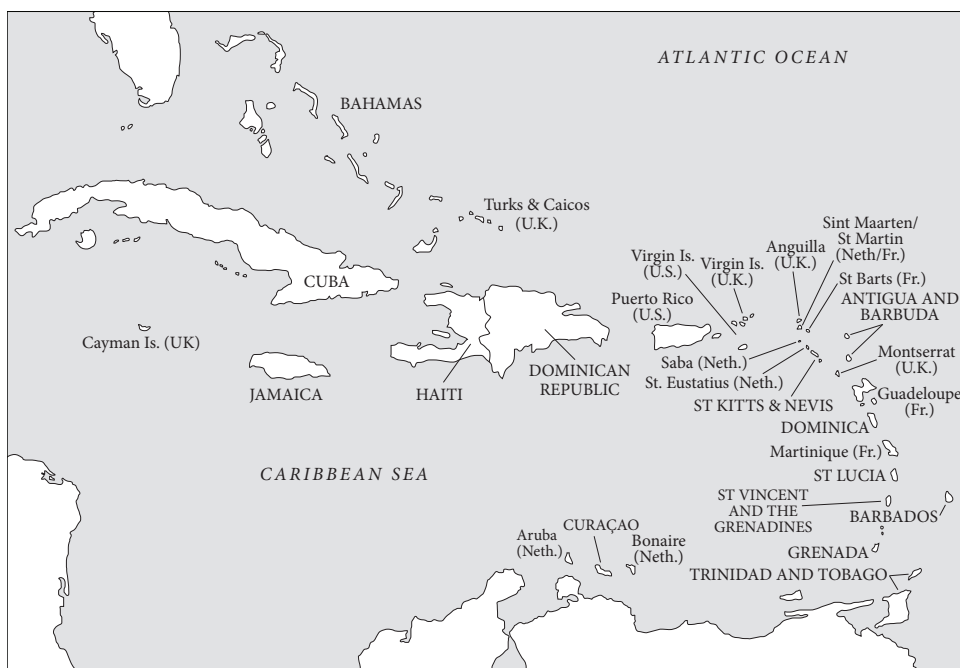 ATLANTIC OCEAN
BAHAMAS
Turks & Caicos
(U.K.)
Sint Maarten/
St Martin
(Neth/Fr.)
Anguilla
(U.K.)
Virgin Is.
(U.S.)
Virgin Is.
(U.K.)
St Barts (Fr.)
CUBA
Puerto Rico
(U.S.)
ANTIGUA AND
BARBUDA
Cayman Is. (UK)
Saba (Neth.)
Montserrat
(U.K.)
St. Eustatius (Neth.)
JAMAICA
HAITI
DOMINICAN
REPUBLIC
ST KITTS & NEVIS
Guadeloupe
(Fr.)
DOMINICA
Martinique (Fr.)
CARIBBEAN SEA
ST LUCIA
ST VINCENT
AND THE
GRENADINES
BARBADOS
Aruba
(Neth.)
CURAÇAO
Bonaire
(Neth.)
GRENADA
TRINIDAD AND TOBAGO